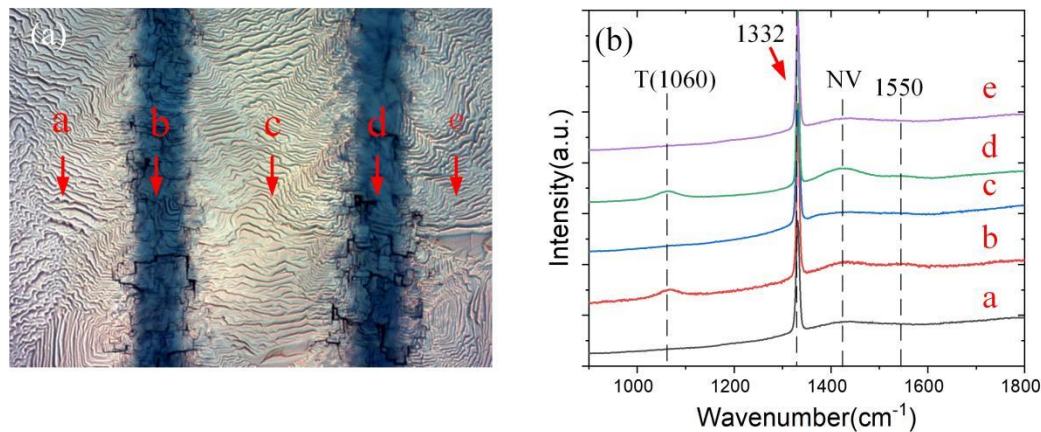 (a)
a
b
c
d
e
(b)
1332
T(1060)
NV
1550
e
d
c
b
a
Intensity(a.u.)
1000
1200
1400
1600
1800
Wavenumber(cm⁻¹)